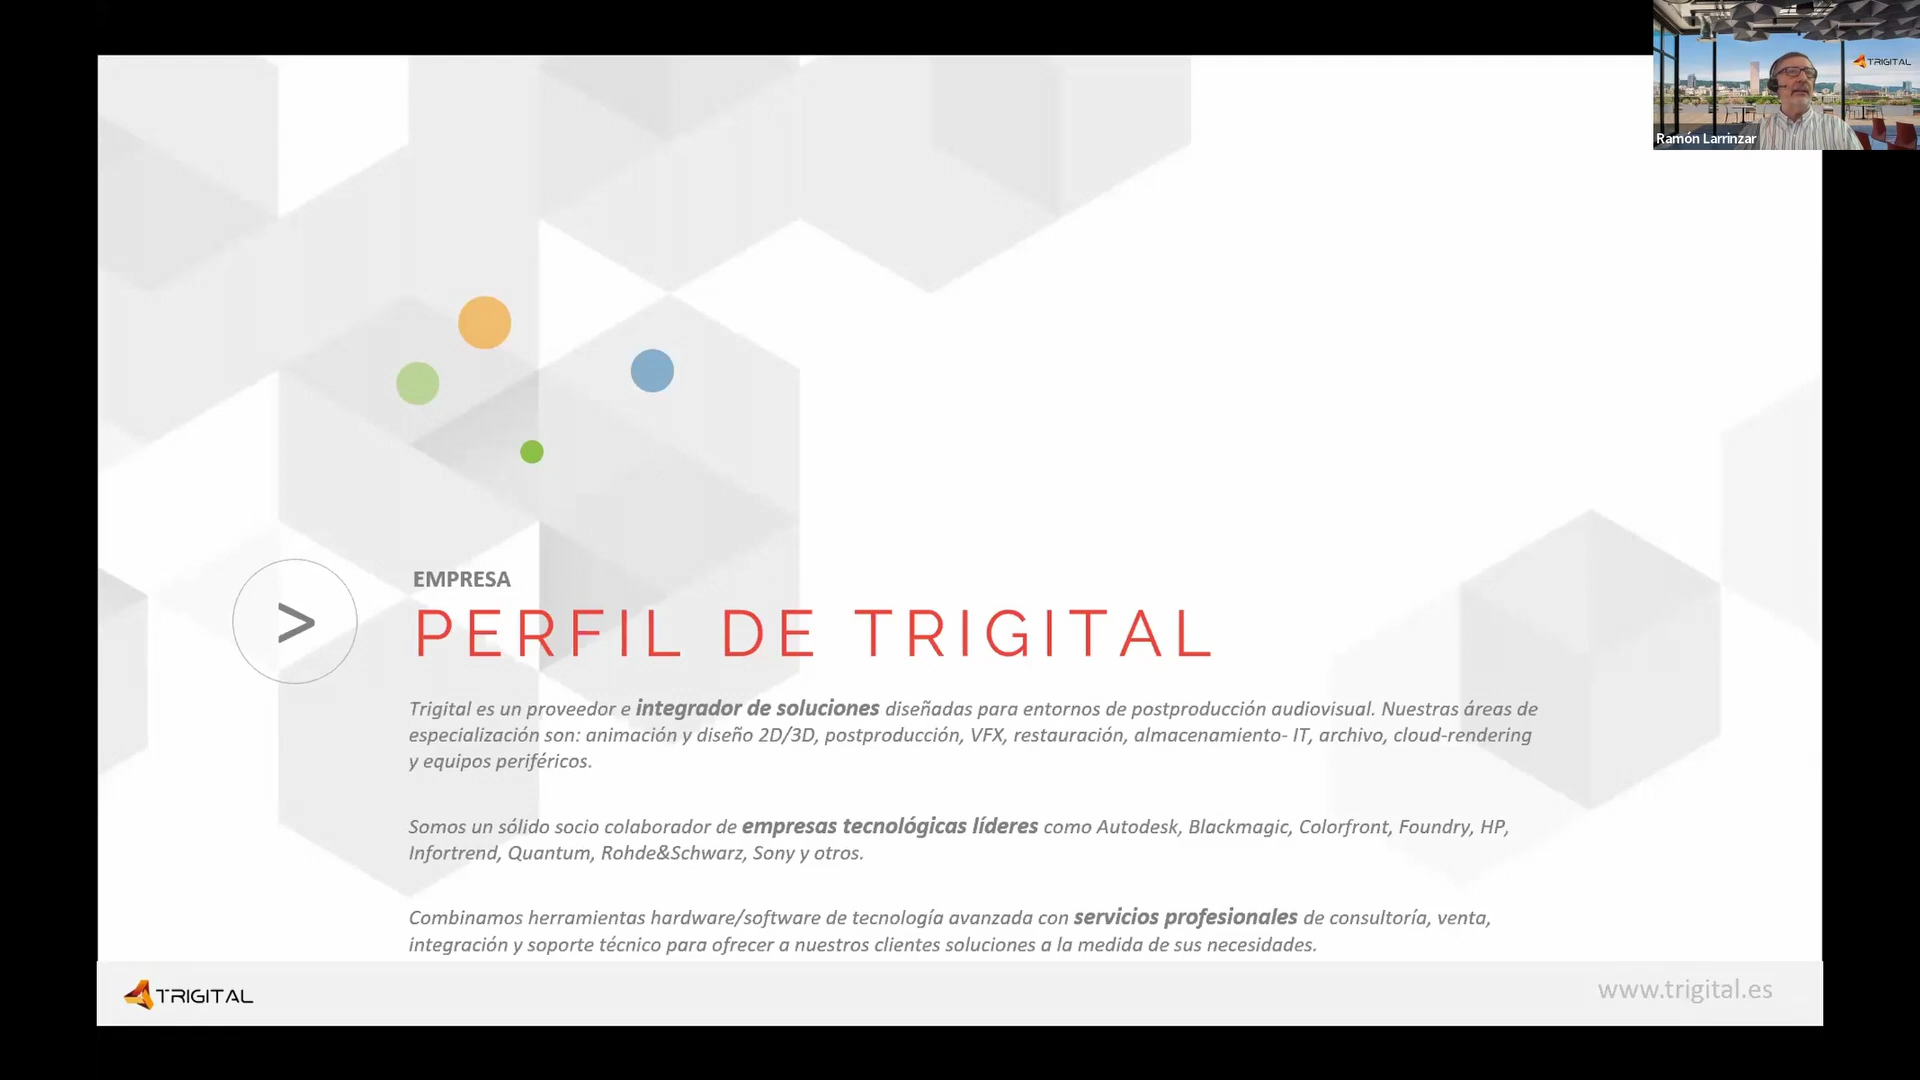 TRIGITAL
Ramón Larrinzar
EMPRESA
>
PERFIL DE TRIGITAL
Trigital es un proveedor e integrador de soluciones diseñadas para entornos de postproducción audiovisual. Nuestras áreas de
especialización son: animación y diseño 2D/3D, postproducción, VFX, restauración, almacenamiento- IT, archivo, cloud-rendering
y equipos periféricos.
Somos un sólido socio colaborador de empresas tecnológicas líderes como Autodesk, Blackmagic, Colorfront, Foundry, HP,
Infortrend, Quantum, Rohde&Schwarz, Sony y otros.
Combinamos herramientas hardware/software de tecnología avanzada con servicios profesionales de consultoría, venta,
integración y soporte técnico para ofrecer a nuestros clientes soluciones a la medida de sus necesidades.
TRIGITAL
www.trigital.es